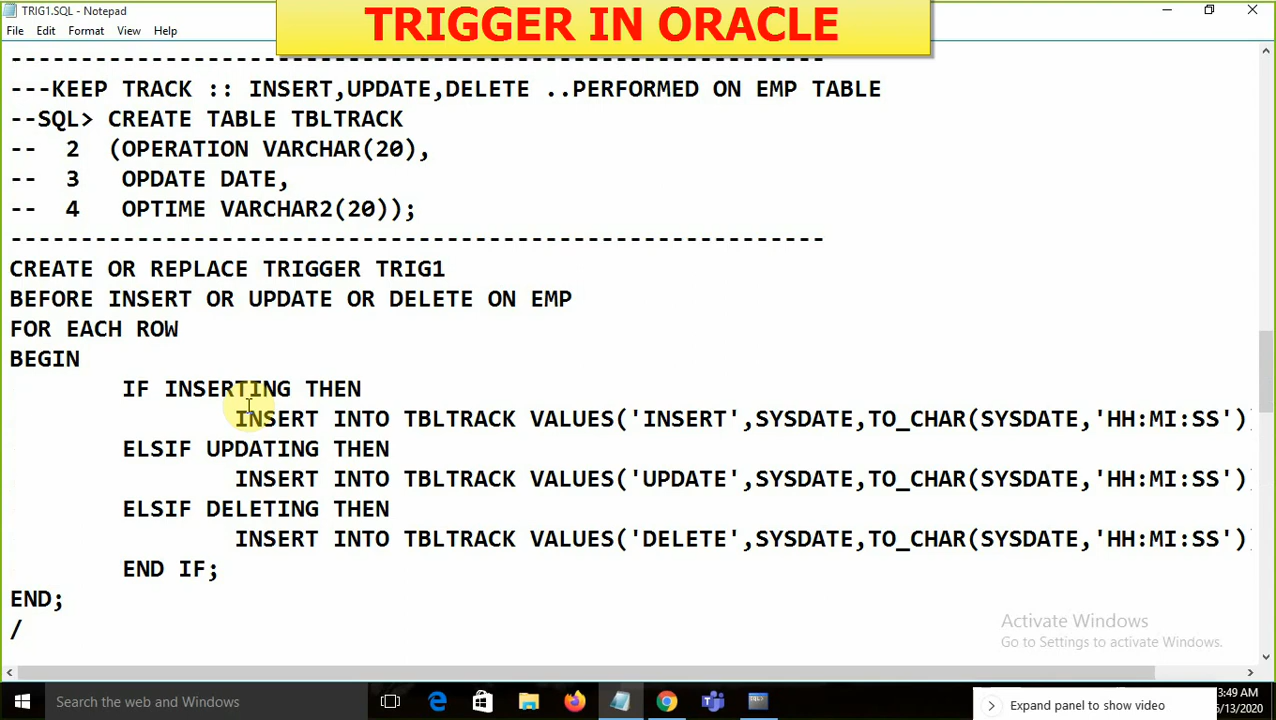 TRIG1.SQL - Notepad
TRIGGER IN ORACLE
File Edit Format View Help
----------------------------------------------------------
---KEEP TRACK :: INSERT,UPDATE,DELETE ..PERFORMED ON EMP TABLE
--SQL> CREATE TABLE TBLTRACK
-- 2 (OPERATION VARCHAR(20),
-- 3 OPDATE DATE,
-- 4 OPTIME VARCHAR2(20));
----------------------------------------------------------
CREATE OR REPLACE TRIGGER TRIG1
BEFORE INSERT OR UPDATE OR DELETE ON EMP
FOR EACH ROW
BEGIN
IF INSERTING THEN
INSERT INTO TBLTRACK VALUES('INSERT',SYSDATE,TO_CHAR(SYSDATE,'HH:MI:SS')
ELSIF UPDATING THEN
INSERT INTO TBLTRACK VALUES('UPDATE',SYSDATE,TO_CHAR(SYSDATE,'HH:MI:SS')
ELSIF DELETING THEN
INSERT INTO TBLTRACK VALUES('DELETE',SYSDATE,TO_CHAR(SYSDATE,'HH:MI:SS')
END IF;
END;
/
Activate Windows
Go to Settings to activate Windows.
Search the web and Windows
Expand panel to show video
3:49 AM
/13/2020